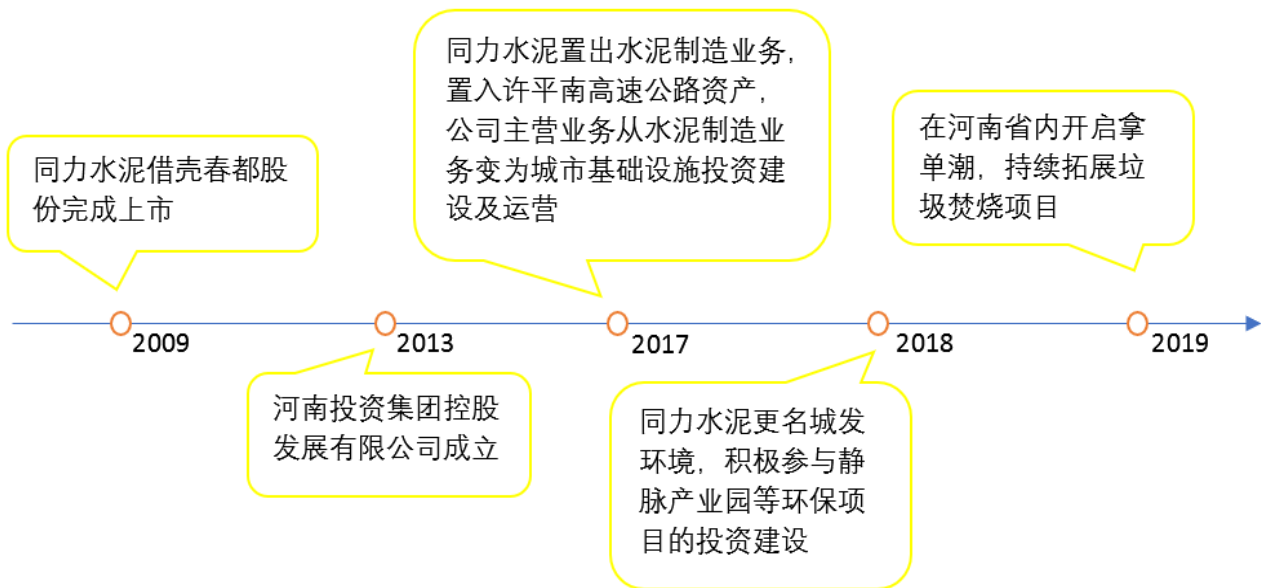 同力水泥借壳春都股
份完成上市
同力水泥置出水泥制造业务,
置入许平南高速公路资产,
公司主营业务从水泥制造业
务变为城市基础设施投资建
设及运营
在河南省内开启拿
单潮，持续拓展垃
圾焚烧项目
2009
2013
2017
2018
2019
河南投资集团控股
发展有限公司成立
同力水泥更名城发
环境，积极参与静
脉产业园等环保项
目的投资建设